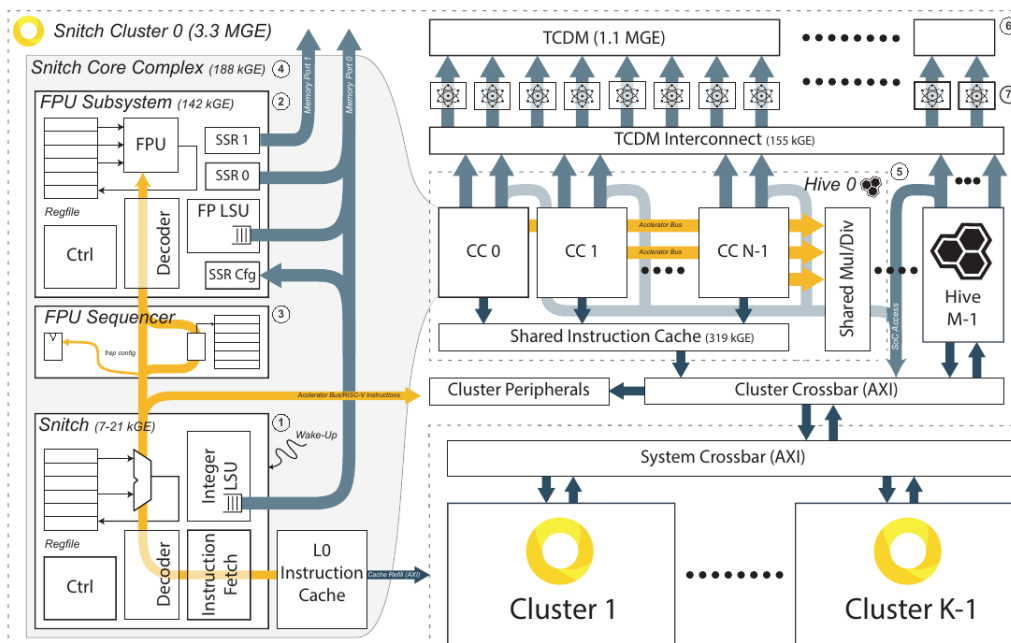 Snitch Cluster 0 (3.3 MGE)
Snitch Core Complex (188 kGE)
4
FPU Subsystem (142 kGE)
2
FPU
SSR 1
SSR 0
Regfile
Ctrl
Decoder
FP LSU
SSR Cfg
Memory Port 1
Memory Port 0
FPU Sequencer
3
frep config
Acclerator Bus/RISC-V Instructions
Snitch (7-21 kGE)
1
Wake-Up
Integer
LSU
Regfile
Ctrl
Decoder
Instruction
Fetch
L0
Instruction
Cache
Cache Refill (AXI)
TCDM (1.1 MGE)
6
7
TCDM Interconnect (155 kGE)
5
Hive 0
CC 0
CC 1
CC N-1
Acclerator Bus
Acclerator Bus
Shared Mul/Div
SoC Access
Hive
M-1
Shared Instruction Cache (319 kGE)
Cluster Peripherals
Cluster Crossbar (AXI)
System Crossbar (AXI)
Cluster 1
Cluster K-1